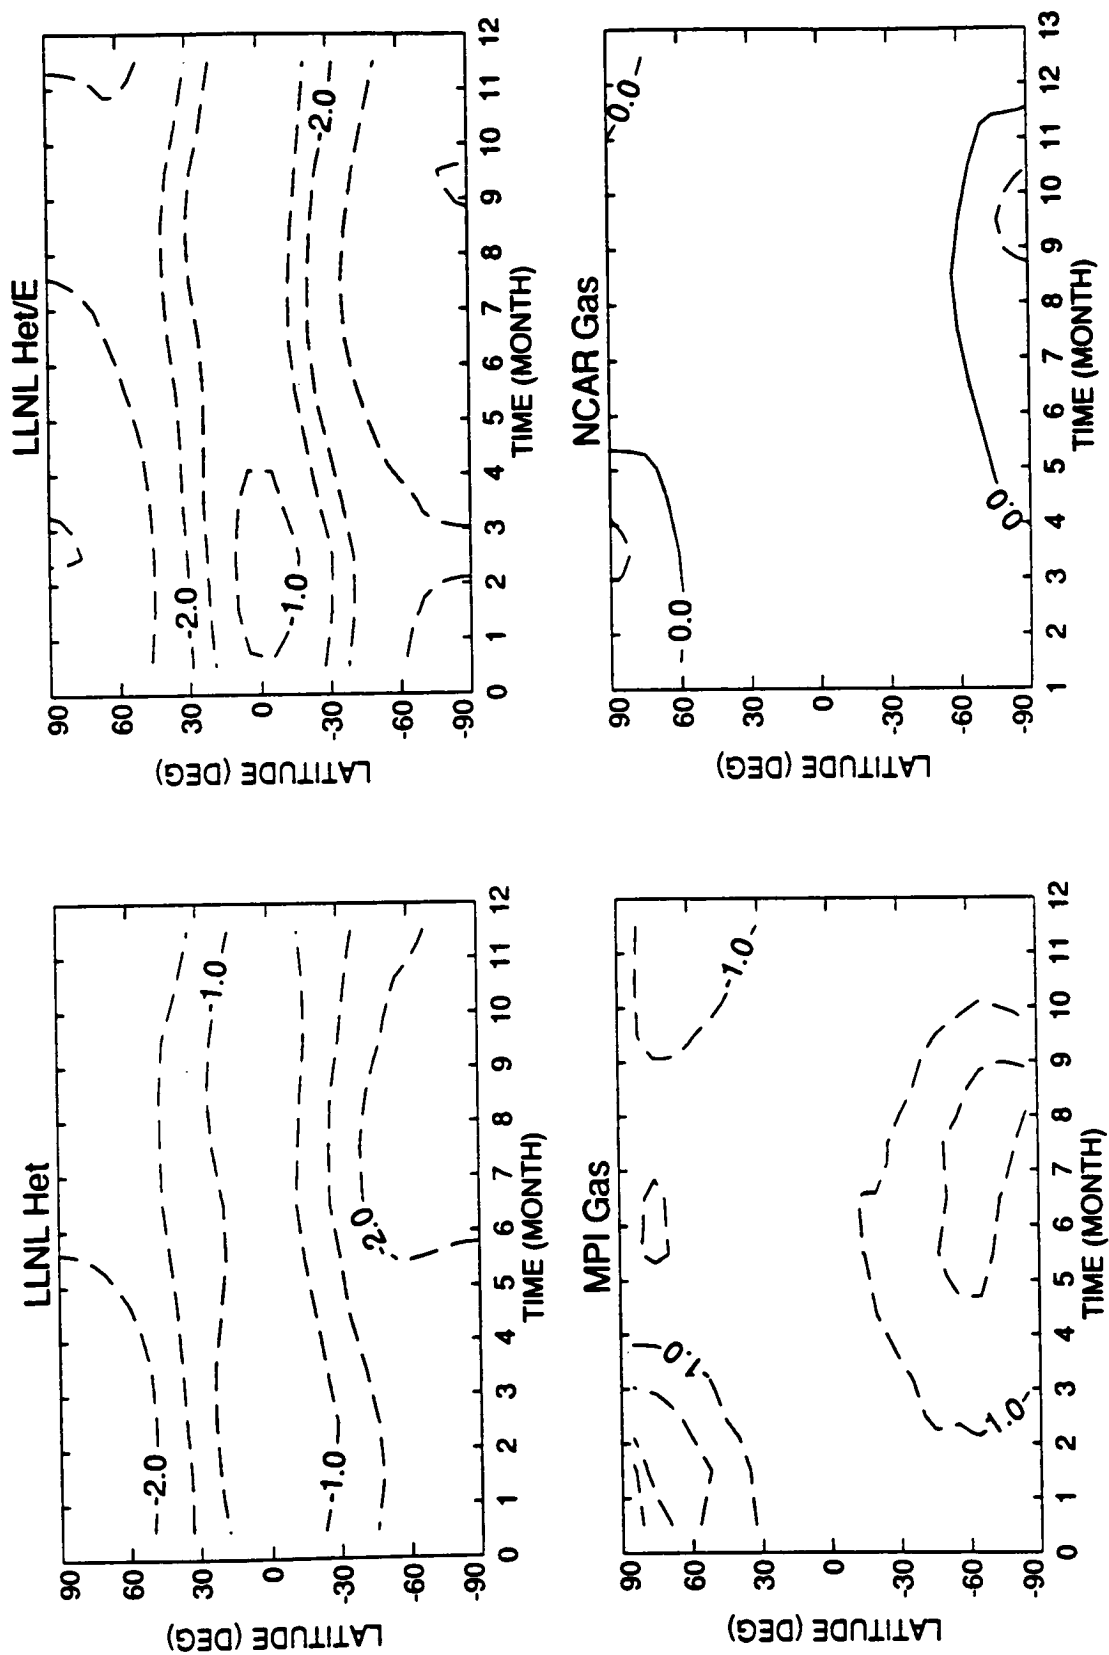 LLNL Het
90
60
30
0
-30
-60
-90
LATITUDE (DEG)
-2.0
-1.0
-1.0
-2.0
0 1 2 3 4 5 6 7 8 9 10 11 12
TIME (MONTH)
LLNL Het/E
90
60
30
0
-30
-60
-90
LATITUDE (DEG)
-2.0
-1.0
-2.0
0 1 2 3 4 5 6 7 8 9 10 11 12
TIME (MONTH)
MPI Gas
90
60
30
0
-30
-60
-90
LATITUDE (DEG)
-1.0
-1.0
-1.0
0 1 2 3 4 5 6 7 8 9 10 11 12
TIME (MONTH)
NCAR Gas
90
60
30
0
-30
-60
-90
LATITUDE (DEG)
0.0
0.0
0.0
1 2 3 4 5 6 7 8 9 10 11 12 13
TIME (MONTH)